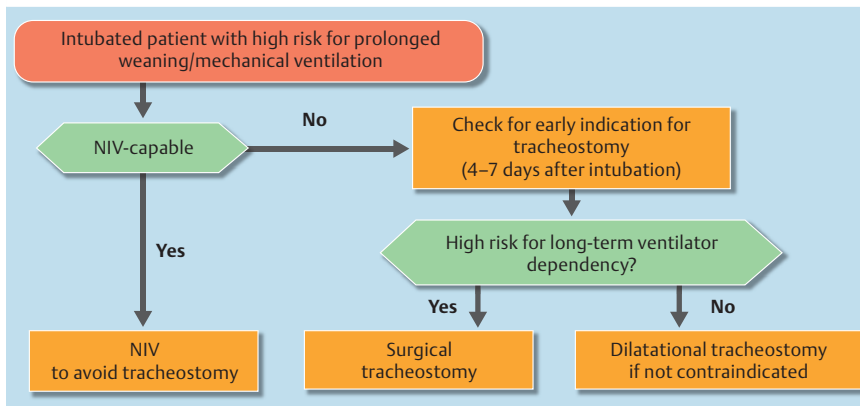 Intubated patient with high risk for prolonged
weaning/mechanical ventilation
No
NIV-capable
Check for early indication for
tracheostomy
(4–7 days after intubation)
Yes
High risk for long-term ventilator
dependency?
Yes
No
NIV
to avoid tracheostomy
Surgical
tracheostomy
Dilatational tracheostomy
if not contraindicated